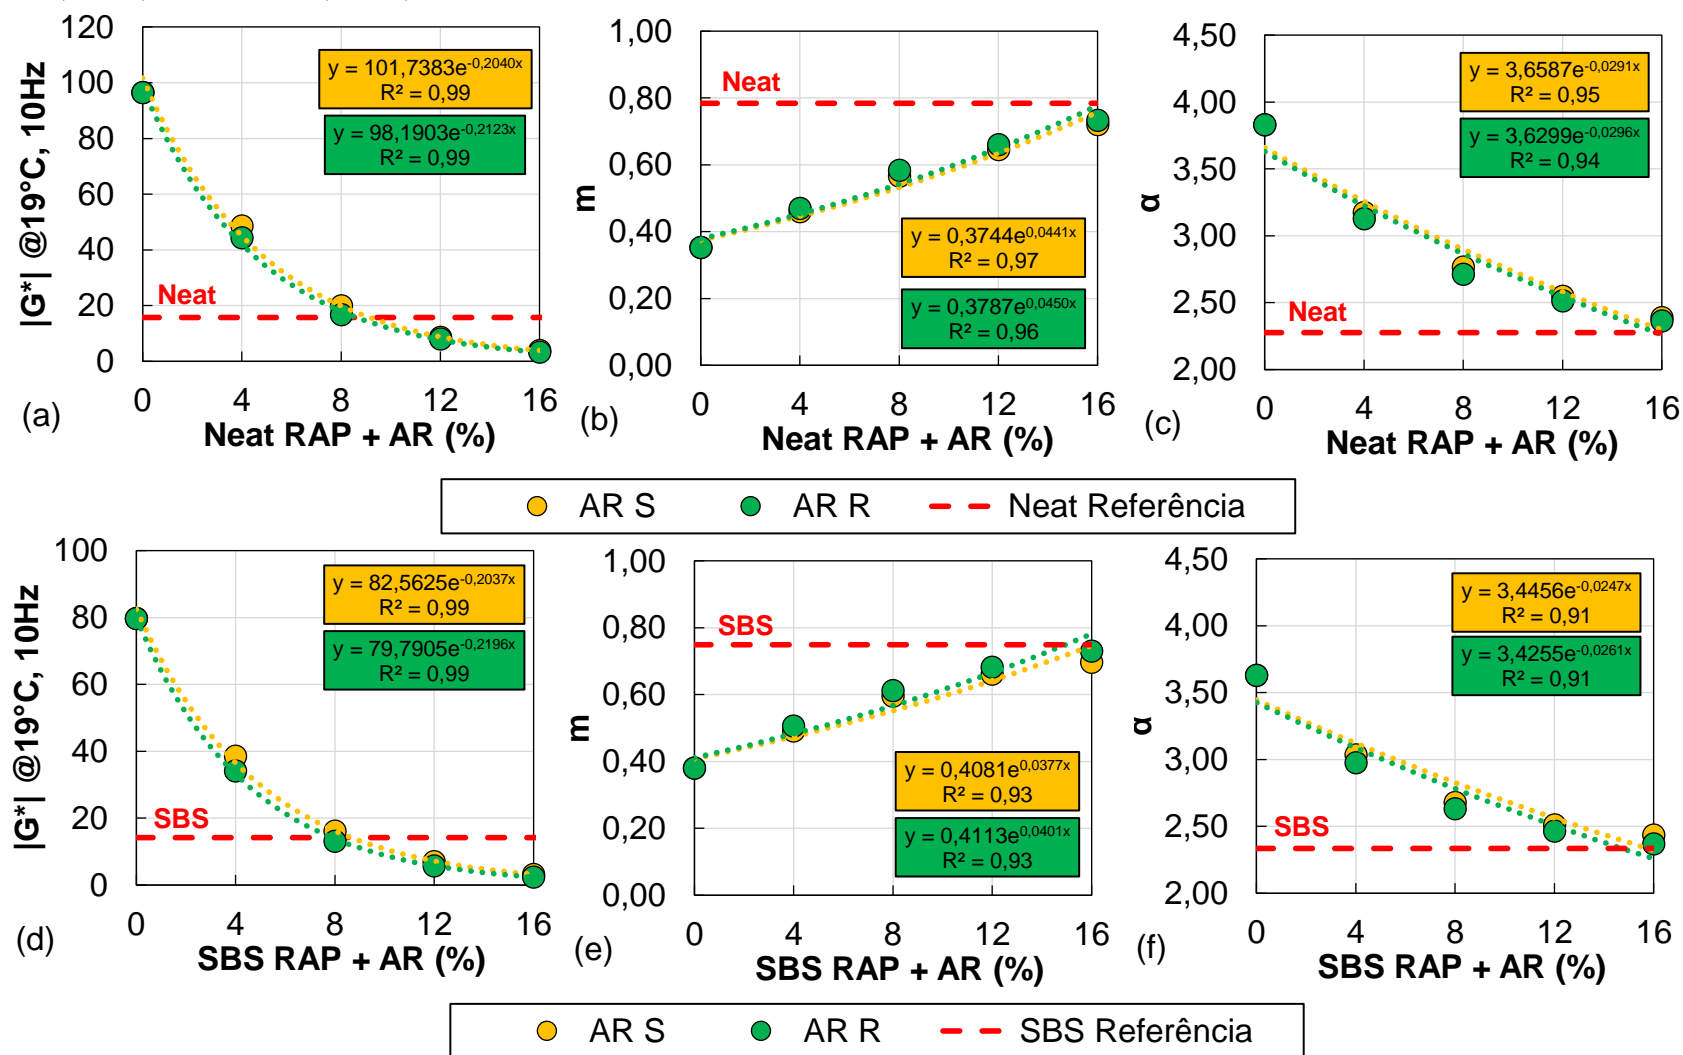 |G*| @19°C, 10Hz
120
100
80
60
40
20
0
y = 101,7383e^-0,2040x
R² = 0,99
y = 98,1903e^-0,2123x
R² = 0,99
Neat
0 4 8 12 16
Neat RAP + AR (%)
(a)
m
1,00
0,80
0,60
0,40
0,20
0,00
Neat
y = 0,3744e^0,0441x
R² = 0,97
y = 0,3787e^0,0450x
R² = 0,96
0 4 8 12 16
Neat RAP + AR (%)
(b)
α
4,50
4,00
3,50
3,00
2,50
2,00
y = 3,6587e^-0,0291x
R² = 0,95
y = 3,6299e^-0,0296x
R² = 0,94
Neat
0 4 8 12 16
Neat RAP + AR (%)
(c)
AR S AR R Neat Referência
|G*| @19°C, 10Hz
100
80
60
40
20
0
y = 82,5625e^-0,2037x
R² = 0,99
y = 79,7905e^-0,2196x
R² = 0,99
SBS
0 4 8 12 16
SBS RAP + AR (%)
(d)
m
1,00
0,80
0,60
0,40
0,20
0,00
SBS
y = 0,4081e^0,0377x
R² = 0,93
y = 0,4113e^0,0401x
R² = 0,93
0 4 8 12 16
SBS RAP + AR (%)
(e)
α
4,50
4,00
3,50
3,00
2,50
2,00
y = 3,4456e^-0,0247x
R² = 0,91
y = 3,4255e^-0,0261x
R² = 0,91
SBS
0 4 8 12 16
SBS RAP + AR (%)
(f)
AR S AR R SBS Referência